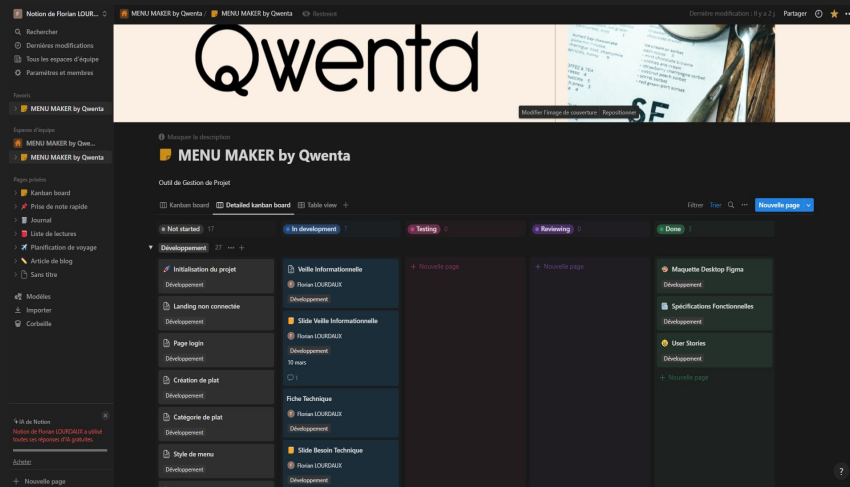 Notion de Florian LOUR...
Rechercher
Dernières modifications
Tous les espaces d'équipe
Paramètres et membres
Favoris
MENU MAKER by Qwenta
Espaces d'équipe
MENU MAKER by Qwe...
MENU MAKER by Qwenta
Pages privées
Kanban board
Prise de note rapide
Journal
Liste de lectures
Planification de voyage
Article de blog
Sans titre
Modèles
Importer
Corbeille
IA de Notion
Notion de Florian LOURDAUX a utilisé
toutes ses réponses d'IA gratuites.
Acheter
+ Nouvelle page
MENU MAKER by Qwenta / MENU MAKER by Qwenta Restreint
Dernière modification : Il y a 2 j Partager
Qwenta
Modifier l'image de couverture Repositionner
Masquer la description
MENU MAKER by Qwenta
Outil de Gestion de Projet
Kanban board Detailed kanban board Table view +
Filtrer Trier ... Nouvelle page
Not started 17
In development
Testing 0
Reviewing 0
Done 3
Développement 27 ... +
Initialisation du projet
Développement
Landing non connectée
Développement
Page login
Développement
Création de plat
Développement
Catégorie de plat
Développement
Style de menu
Développement
Veille Informationnelle
Florian LOURDAUX
Développement
Slide Veille Informationnelle
Florian LOURDAUX
Développement
10 mars
1
Fiche Technique
Florian LOURDAUX
Développement
Slide Besoin Technique
Florian LOURDAUX
Développement
+ Nouvelle page
+ Nouvelle page
Maquette Desktop Figma
Développement
Spécifications Fonctionnelles
Développement
User Stories
Développement
+ Nouvelle page
?